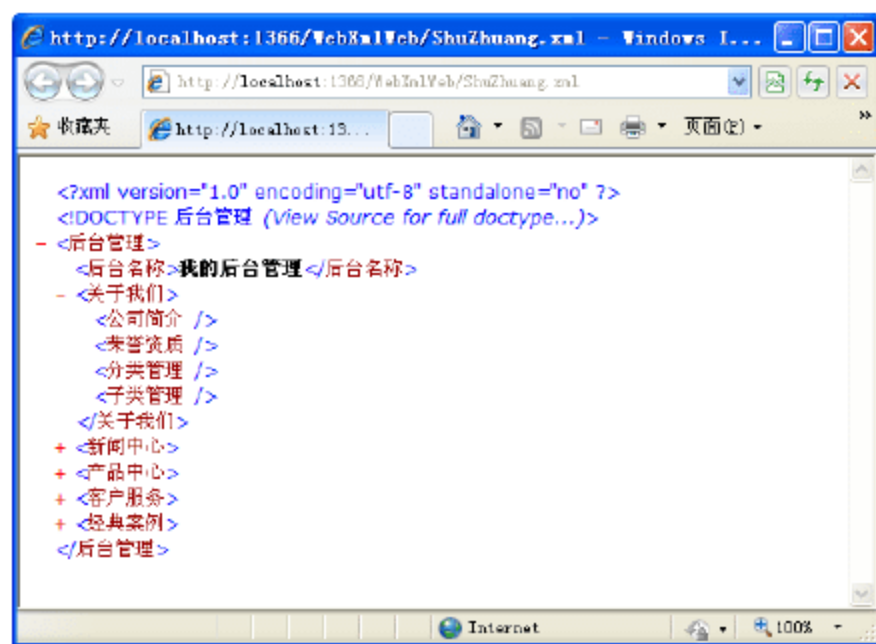 http://localhost:1366/WebXmlWeb/ShuZhuang.xml - Windows I...
http://localhost:1366/WebXmlWeb/ShuZhuang.xml
收藏夹 http://localhost:13... 页面(P) »
<?xml version="1.0" encoding="utf-8" standalone="no" ?>
<!DOCTYPE 后台管理 (View Source for full doctype...)>
- <后台管理>
<后台名称>我的后台管理</后台名称>
- <关于我们>
<公司简介 />
<荣誉资质 />
<分类管理 />
<子类管理 />
</关于我们>
+ <新闻中心>
+ <产品中心>
+ <客户服务>
+ <经典案例>
</后台管理>
Internet 100%